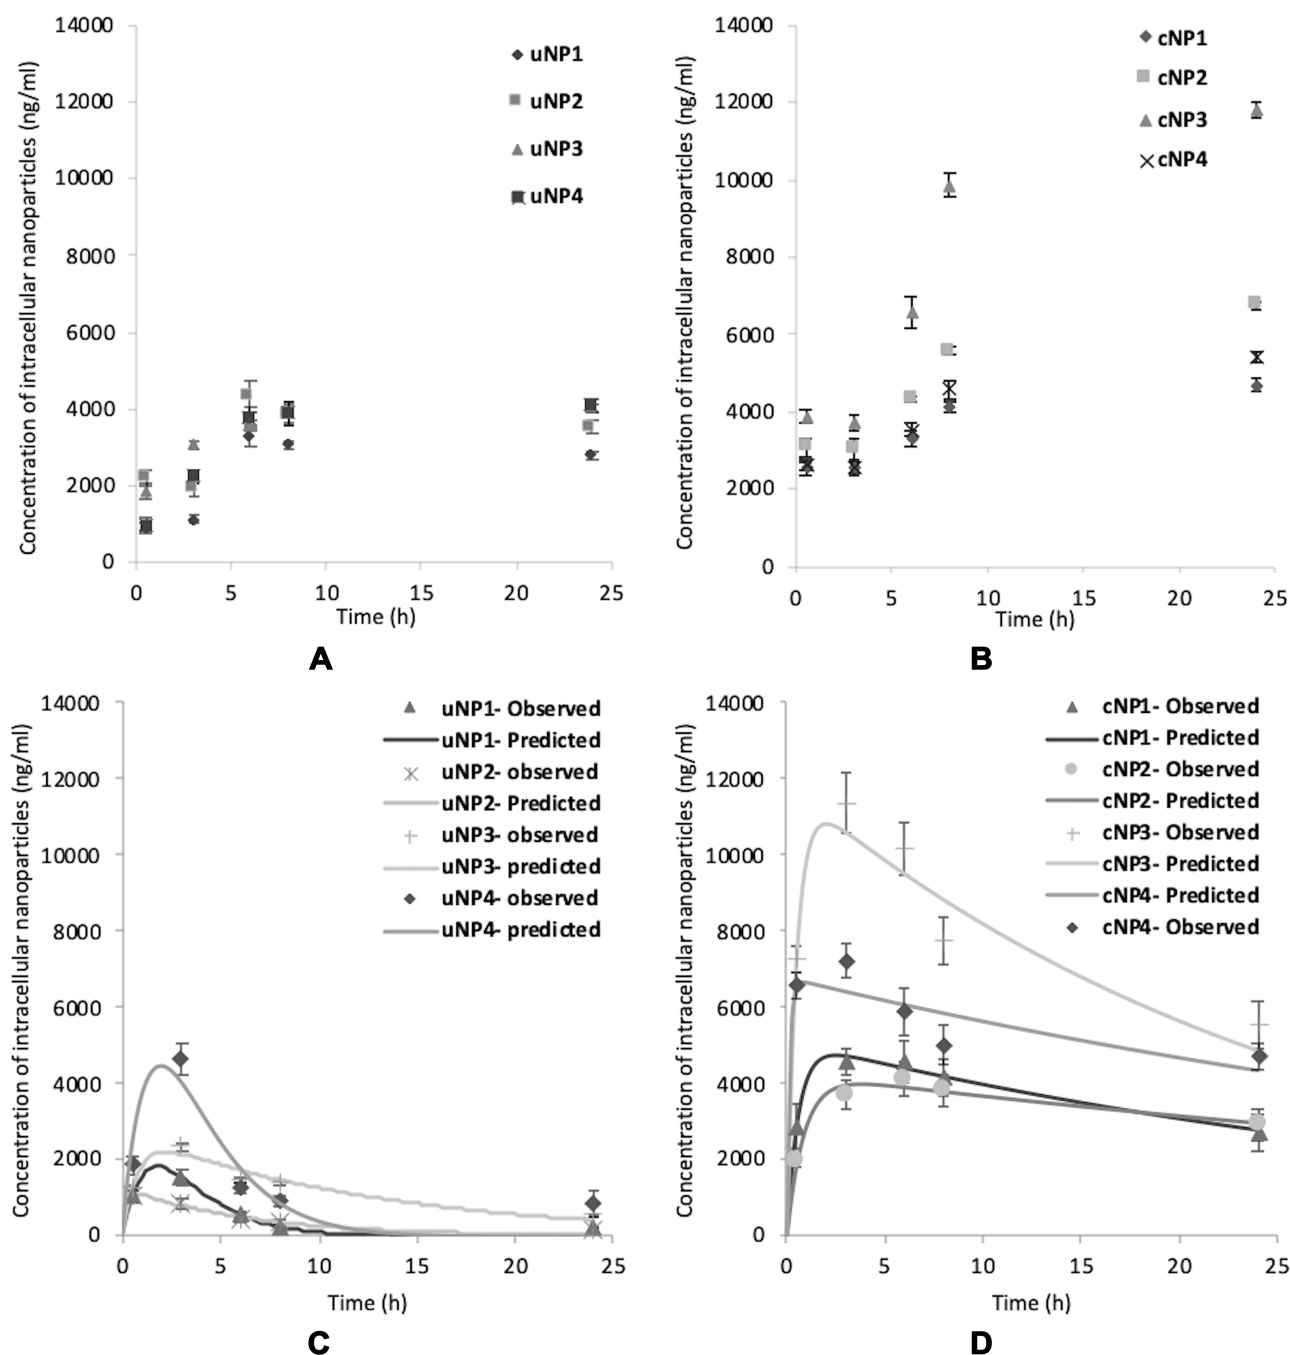 14000
12000
10000
8000
6000
4000
2000
0
0 5 10 15 20 25
Concentration of intracellular nanoparticles (ng/ml)
Time (h)
uNP1
uNP2
uNP3
uNP4
A
14000
12000
10000
8000
6000
4000
2000
0
0 5 10 15 20 25
Concentration of intracellular nanoparticles (ng/ml)
Time (h)
cNP1
cNP2
cNP3
cNP4
B
14000
12000
10000
8000
6000
4000
2000
0
0 5 10 15 20 25
Concentration of intracellular nanoparticles (ng/ml)
Time (h)
uNP1- Observed
uNP1- Predicted
uNP2- observed
uNP2- Predicted
uNP3- observed
uNP3- predicted
uNP4- observed
uNP4- predicted
C
14000
12000
10000
8000
6000
4000
2000
0
0 5 10 15 20 25
Concentration of intracellular nanoparticles (ng/ml)
Time (h)
cNP1- Observed
cNP1- Predicted
cNP2- Observed
cNP2- Predicted
cNP3- Observed
cNP3- Predicted
cNP4- Predicted
cNP4- Observed
D